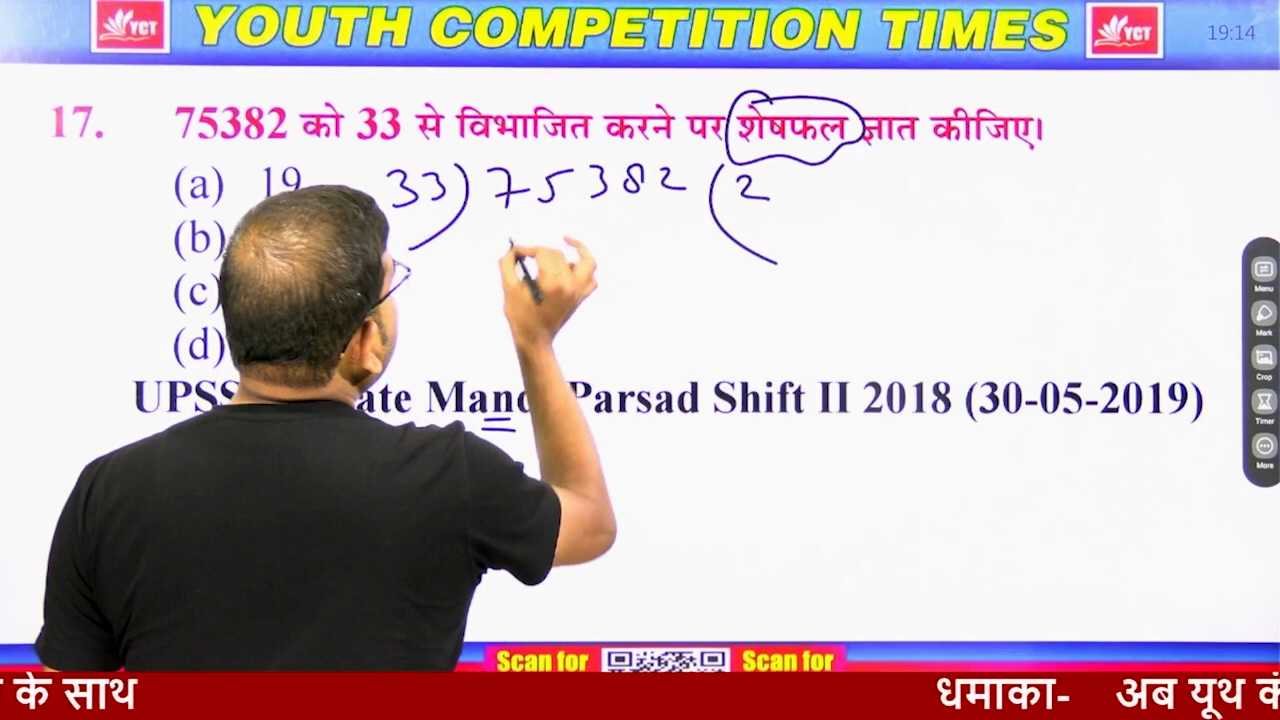 YCT
YOUTH COMPETITION TIMES
YCT
19:14
17. 75382 को 33 से विभाजित करने पर शेषफल ज्ञात कीजिए।
(a) 19
33) 75382 (2
(b)
(c)
(d)
UPSS ate Mand Parsad Shift II 2018 (30-05-2019)
Menu
Mark
Crop
Timer
More
Scan for Scan for
के साथ धमाका- अब यूथ